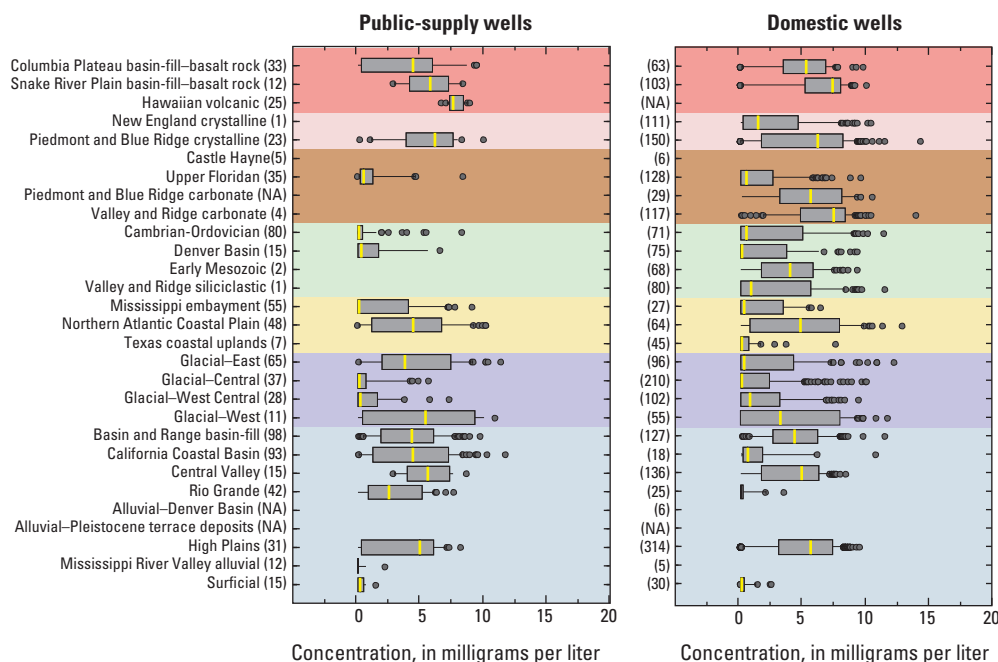 Public-supply wells Domestic wells
Columbia Plateau basin-fill–basalt rock (33) (63)
Snake River Plain basin-fill–basalt rock (12) (103)
Hawaiian volcanic (25) (NA)
New England crystalline (1) (111)
Piedmont and Blue Ridge crystalline (23) (150)
Castle Hayne(5) (6)
Upper Floridan (35) (128)
Piedmont and Blue Ridge carbonate (NA) (29)
Valley and Ridge carbonate (4) (117)
Cambrian-Ordovician (80) (71)
Denver Basin (15) (75)
Early Mesozoic (2) (68)
Valley and Ridge siliciclastic (1) (80)
Mississippi embayment (55) (27)
Northern Atlantic Coastal Plain (48) (64)
Texas coastal uplands (7) (45)
Glacial–East (65) (96)
Glacial–Central (37) (210)
Glacial–West Central (28) (102)
Glacial–West (11) (55)
Basin and Range basin-fill (98) (127)
California Coastal Basin (93) (18)
Central Valley (15) (136)
Rio Grande (42) (25)
Alluvial–Denver Basin (NA) (6)
Alluvial–Pleistocene terrace deposits (NA) (NA)
High Plains (31) (314)
Mississippi River Valley alluvial (12) (5)
Surficial (15) (30)
0 5 10 15 20 0 5 10 15 20
Concentration, in milligrams per liter Concentration, in milligrams per liter